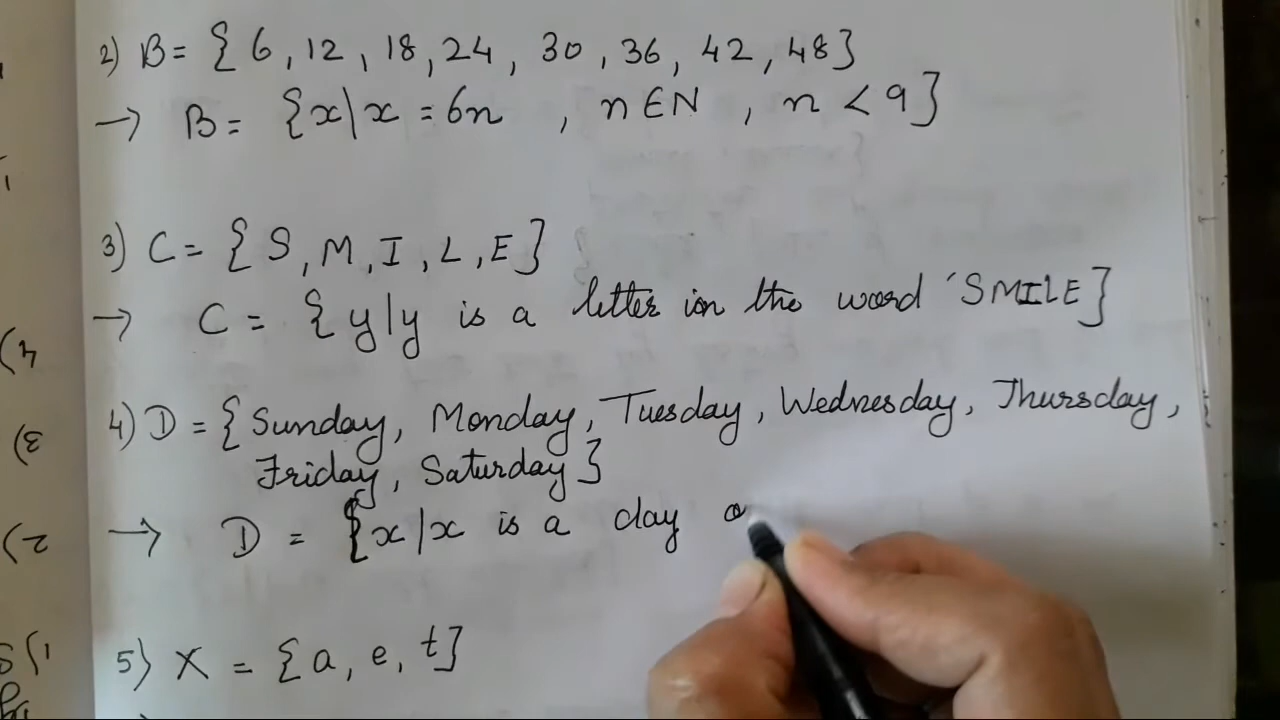 2) B = { 6 , 12 , 18 , 24 , 30 , 36 , 42 , 48 }
→ B = { x | x = 6n , n ∈ N , n < 9 }
3) C = { S , M , I , L , E }
→ C = { y | y is a letter in the word 'SMILE }
4) D = { Sunday, Monday, Tuesday, Wednesday, Thursday,
Friday, Saturday }
→ D = { x | x is a day o
5) X = { a, e, t }